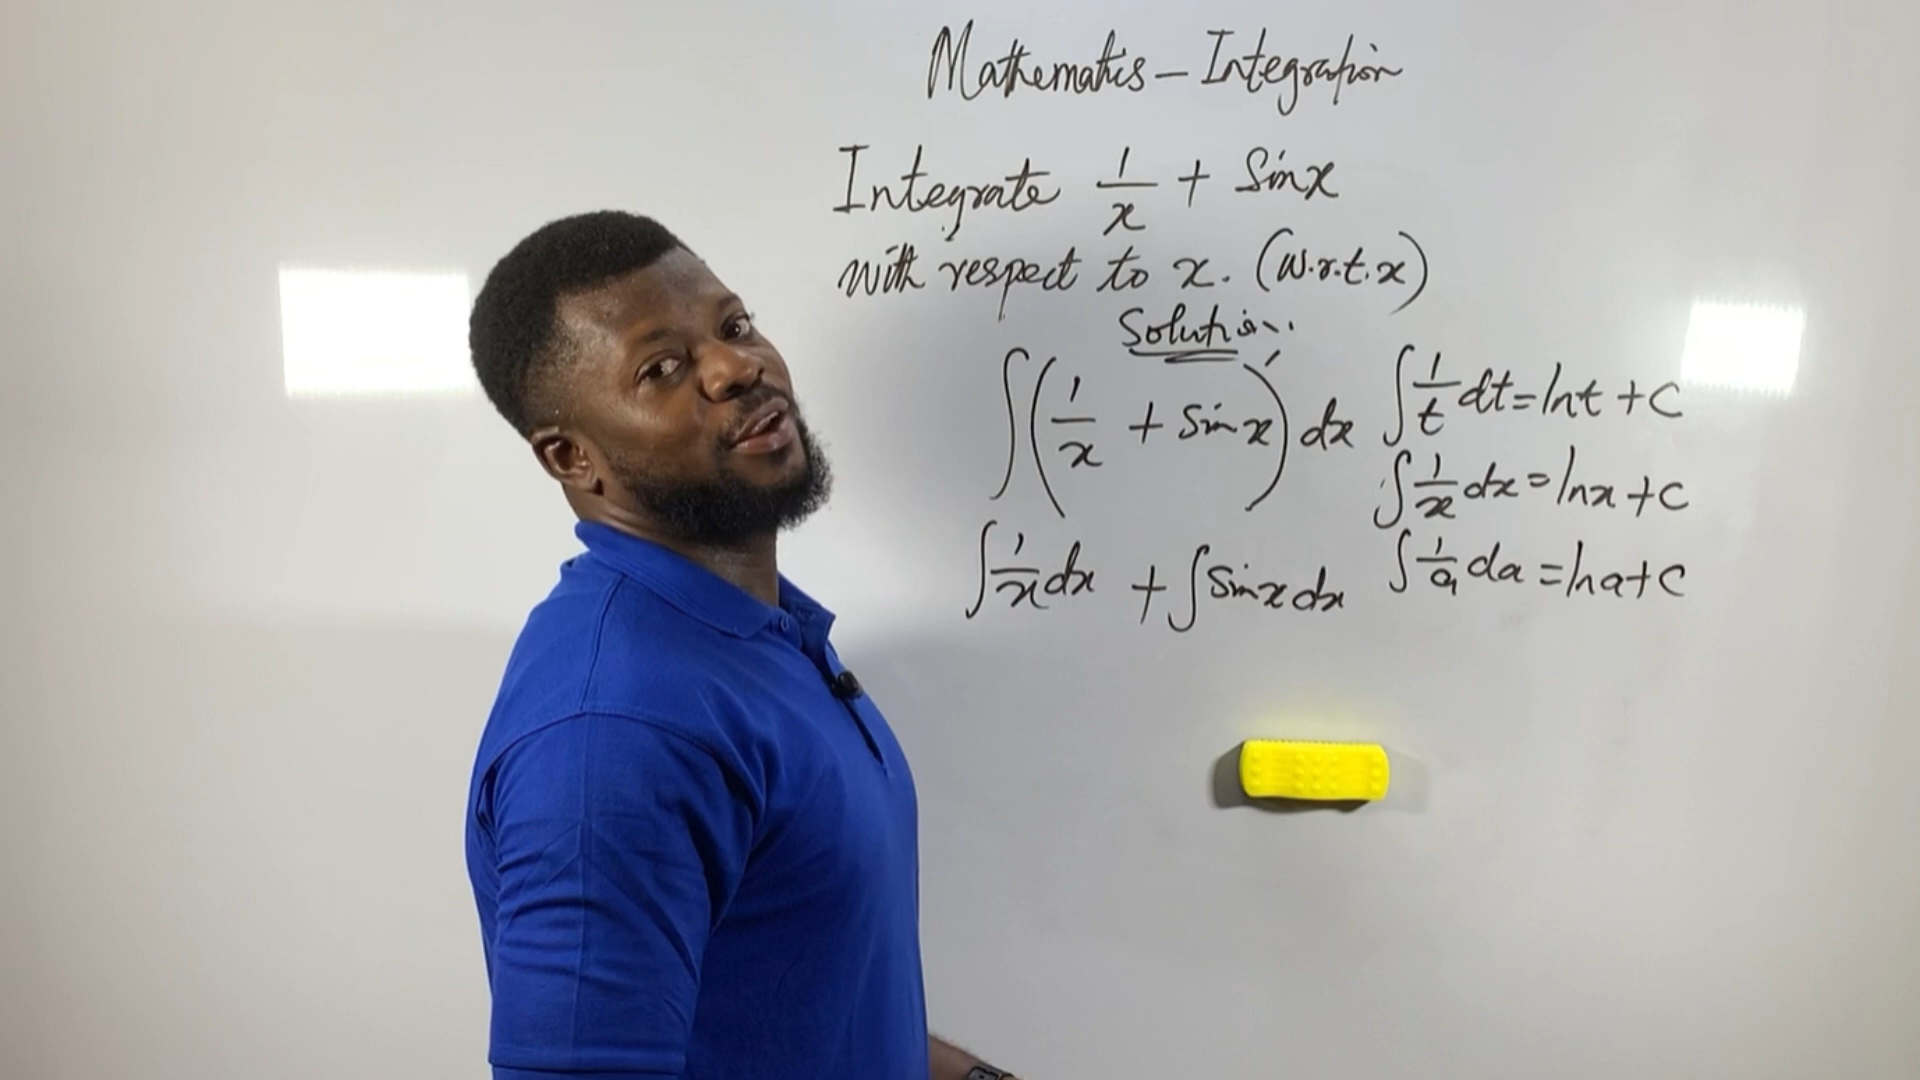 Mathematics – Integration
Integrate 1/x + Sinx
with respect to x. (w.r.t.x)
Solution.
∫(1/x + Sinx) dx
∫1/x dx + ∫Sinx dx
∫1/t dt = lnt + C
∫1/x dx = lnx + C
∫1/a da = lna + C